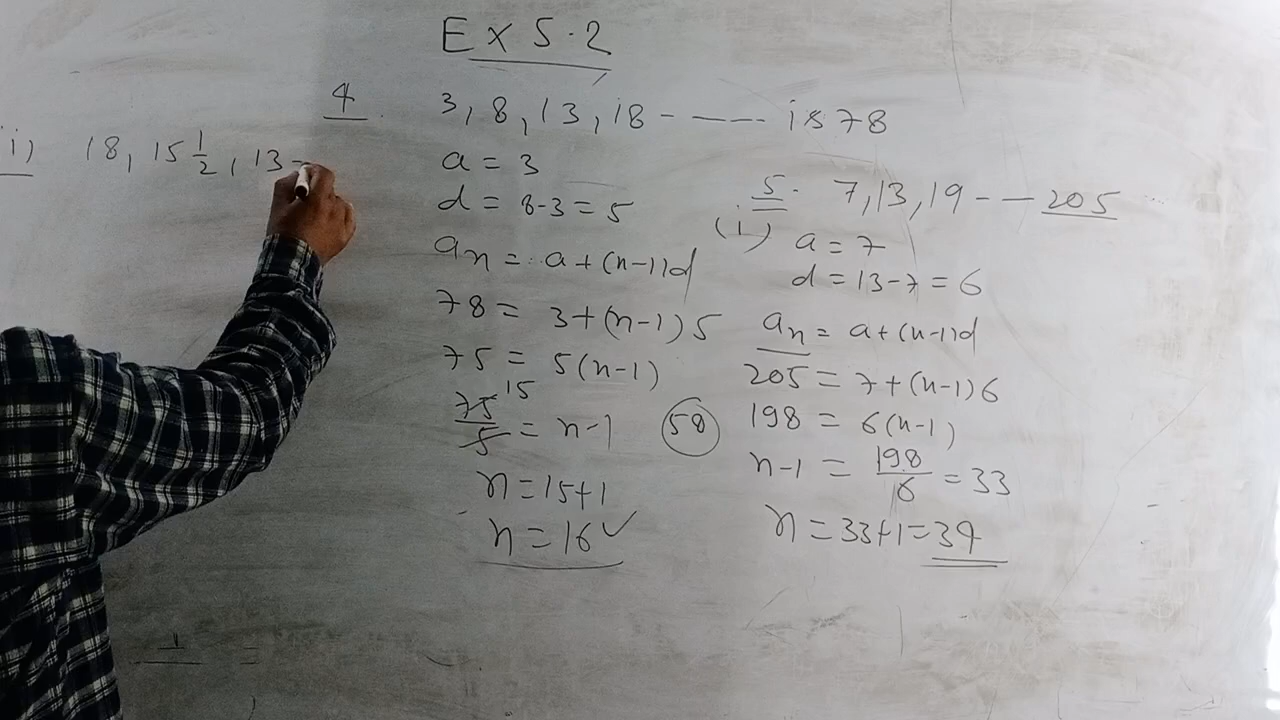 Ex 5.2
4. 3, 8, 13, 18 ----- is 78
a = 3
d = 8-3 = 5
an = a+(n-1)d
78 = 3+(n-1)5
75 = 5(n-1)
75/5 = n-1
15
n = 15+1
n = 16 ✓
58
5. 7, 13, 19 --- 205
(i) a = 7
d = 13-7 = 6
an = a+(n-1)d
205 = 7+(n-1)6
198 = 6(n-1)
n-1 = 198/6 = 33
n = 33+1 = 34
ii) 18, 15 1/2, 13